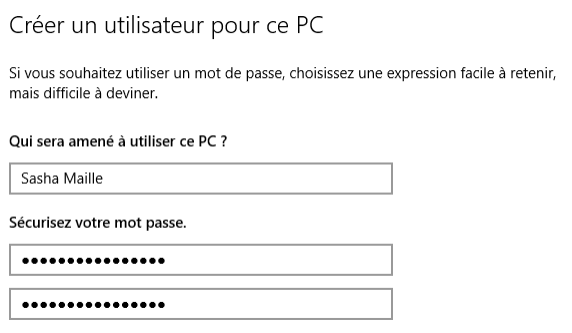 Créer un utilisateur pour ce PC
Si vous souhaitez utiliser un mot de passe, choisissez une expression facile à retenir,
mais difficile à deviner.
Qui sera amené à utiliser ce PC ?
Sasha Maille
Sécurisez votre mot passe.
●●●●●●●●●●●●●●●●
●●●●●●●●●●●●●●●●